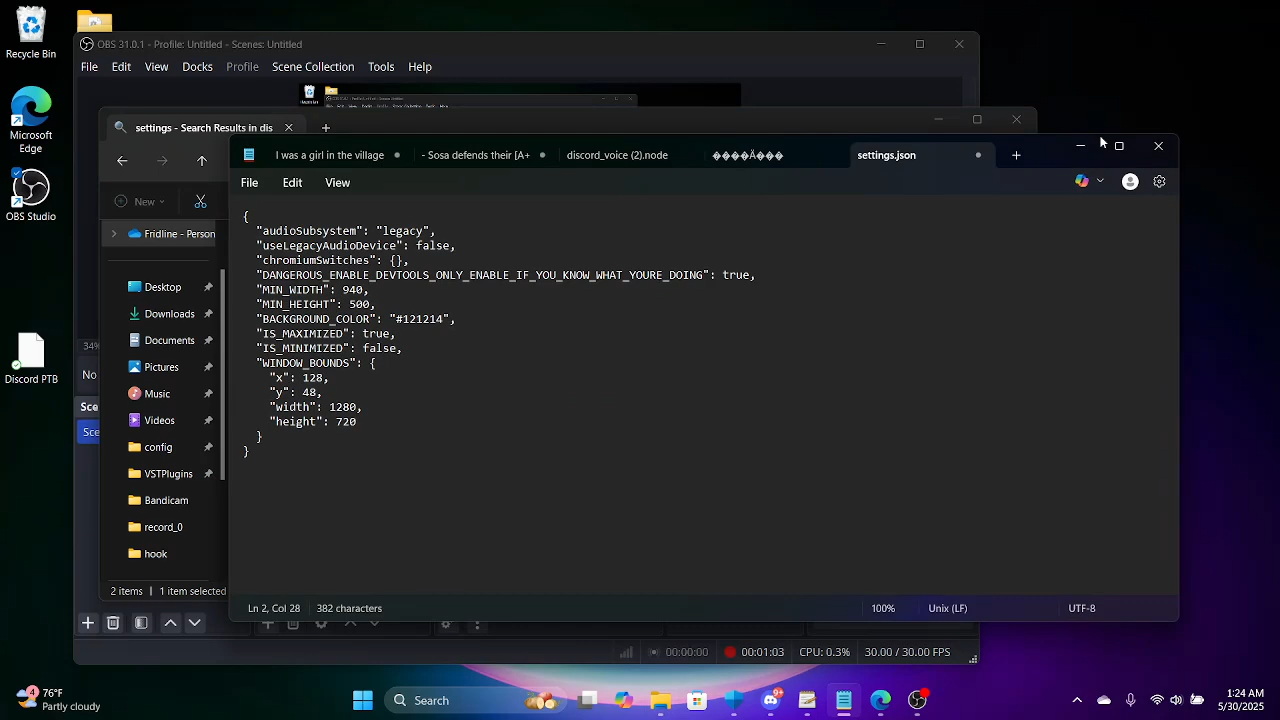 Recycle Bin
Microsoft
Edge
OBS Studio
Discord PTB
OBS 31.0.1 - Profile: Untitled - Scenes: Untitled
File Edit View Docks Profile Scene Collection Tools Help
settings - Search Results in dis
New
Fridline - Person
Desktop
Downloads
Documents
Pictures
Music
Videos
config
VSTPlugins
Bandicam
record_0
hook
2 items 1 item selected
34%
No
Sce
Sce
I was a girl in the village
- Sosa defends their [A+
discord_voice (2).node
����Ä���
settings.json
File Edit View
{
"audioSubsystem": "legacy",
"useLegacyAudioDevice": false,
"chromiumSwitches": {},
"DANGEROUS_ENABLE_DEVTOOLS_ONLY_ENABLE_IF_YOU_KNOW_WHAT_YOURE_DOING": true,
"MIN_WIDTH": 940,
"MIN_HEIGHT": 500,
"BACKGROUND_COLOR": "#121214",
"IS_MAXIMIZED": true,
"IS_MINIMIZED": false,
"WINDOW_BOUNDS": {
"x": 128,
"y": 48,
"width": 1280,
"height": 720
}
}
Ln 2, Col 28 382 characters 100% Unix (LF) UTF-8
00:00:00 00:01:03 CPU: 0.3% 30.00 / 30.00 FPS
4
76°F
Partly cloudy
Search
9+
1:24 AM
5/30/2025